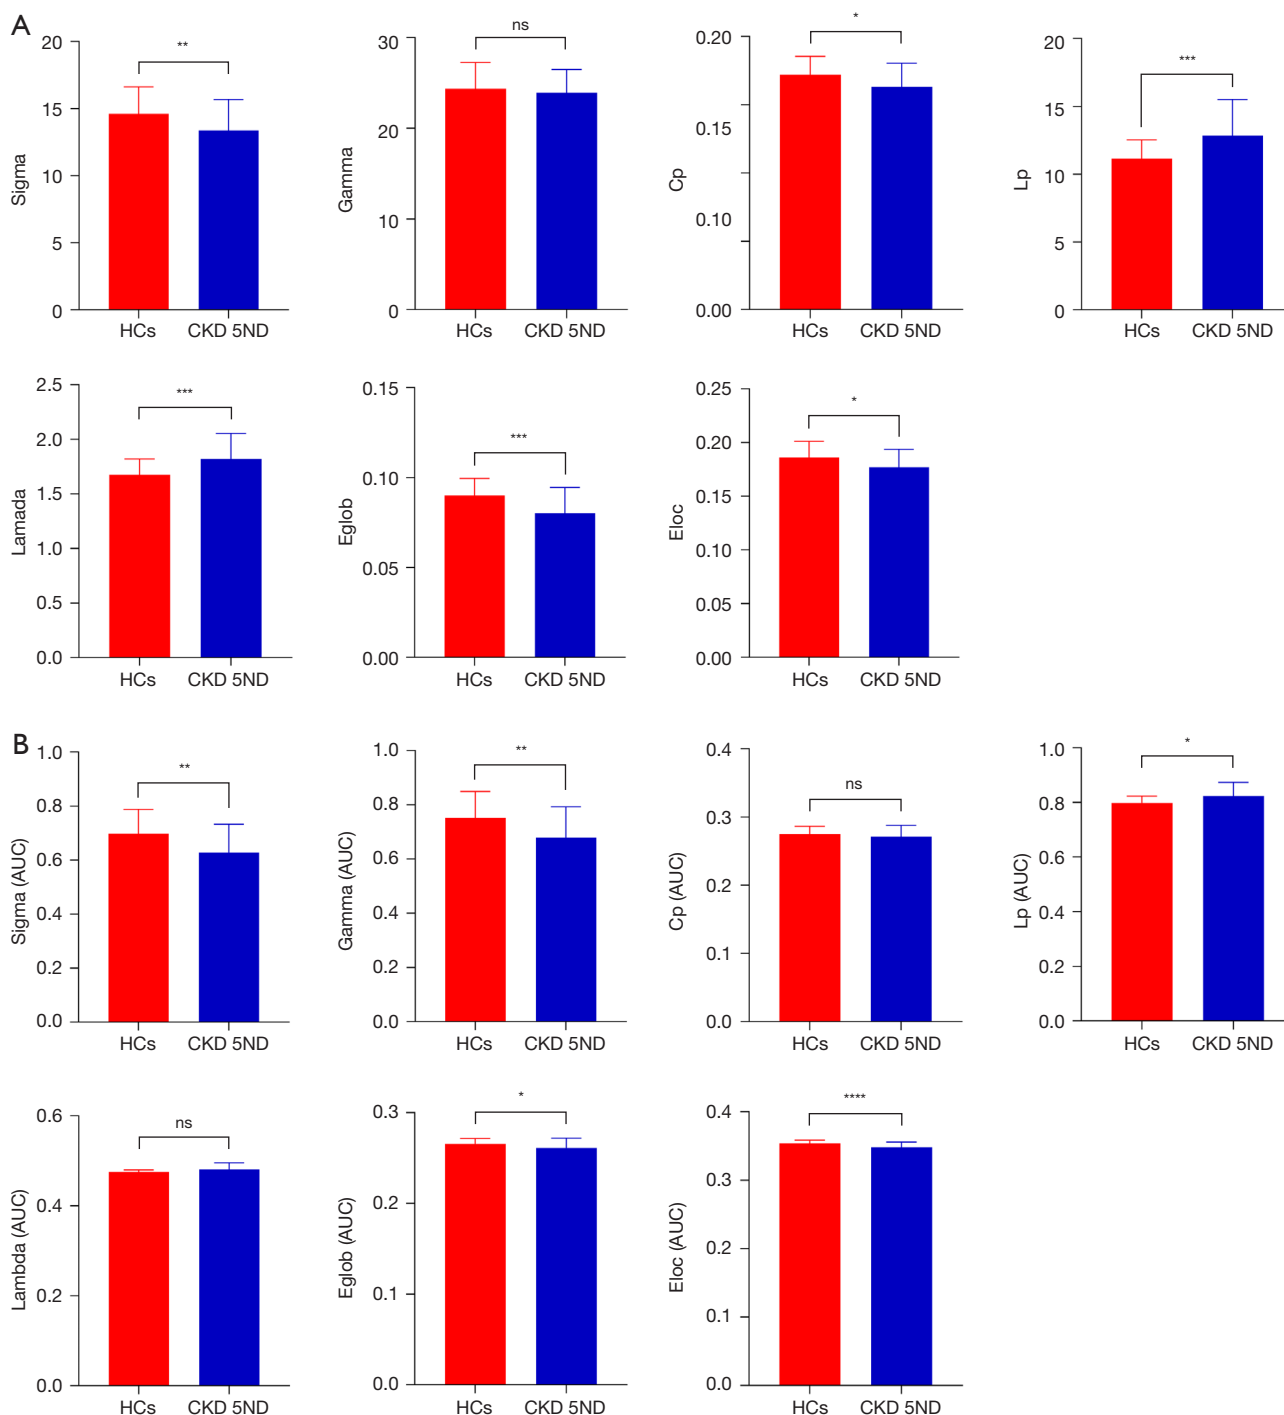 A
Sigma
20
15
10
5
0
**
HCs
CKD 5ND
Gamma
30
20
10
0
ns
HCs
CKD 5ND
Cp
0.20
0.15
0.10
0.00
*
HCs
CKD 5ND
Lp
20
15
10
5
0
***
HCs
CKD 5ND
Lamada
2.5
2.0
1.5
1.0
0.5
0.0
***
HCs
CKD 5ND
Eglob
0.15
0.10
0.05
0.00
***
HCs
CKD 5ND
Eloc
0.25
0.20
0.15
0.10
0.05
0.00
*
HCs
CKD 5ND
B
Sigma (AUC)
1.0
0.8
0.6
0.4
0.2
0.0
**
HCs
CKD 5ND
Gamma (AUC)
1.0
0.8
0.6
0.4
0.2
0.0
**
HCs
CKD 5ND
Cp (AUC)
0.4
0.3
0.2
0.1
0.0
ns
HCs
CKD 5ND
Lp (AUC)
1.0
0.8
0.6
0.4
0.2
0.0
*
HCs
CKD 5ND
Lambda (AUC)
0.6
0.4
0.2
0.0
ns
HCs
CKD 5ND
Eglob (AUC)
0.3
0.2
0.1
0.0
*
HCs
CKD 5ND
Eloc (AUC)
0.4
0.3
0.2
0.1
0.0
****
HCs
CKD 5ND